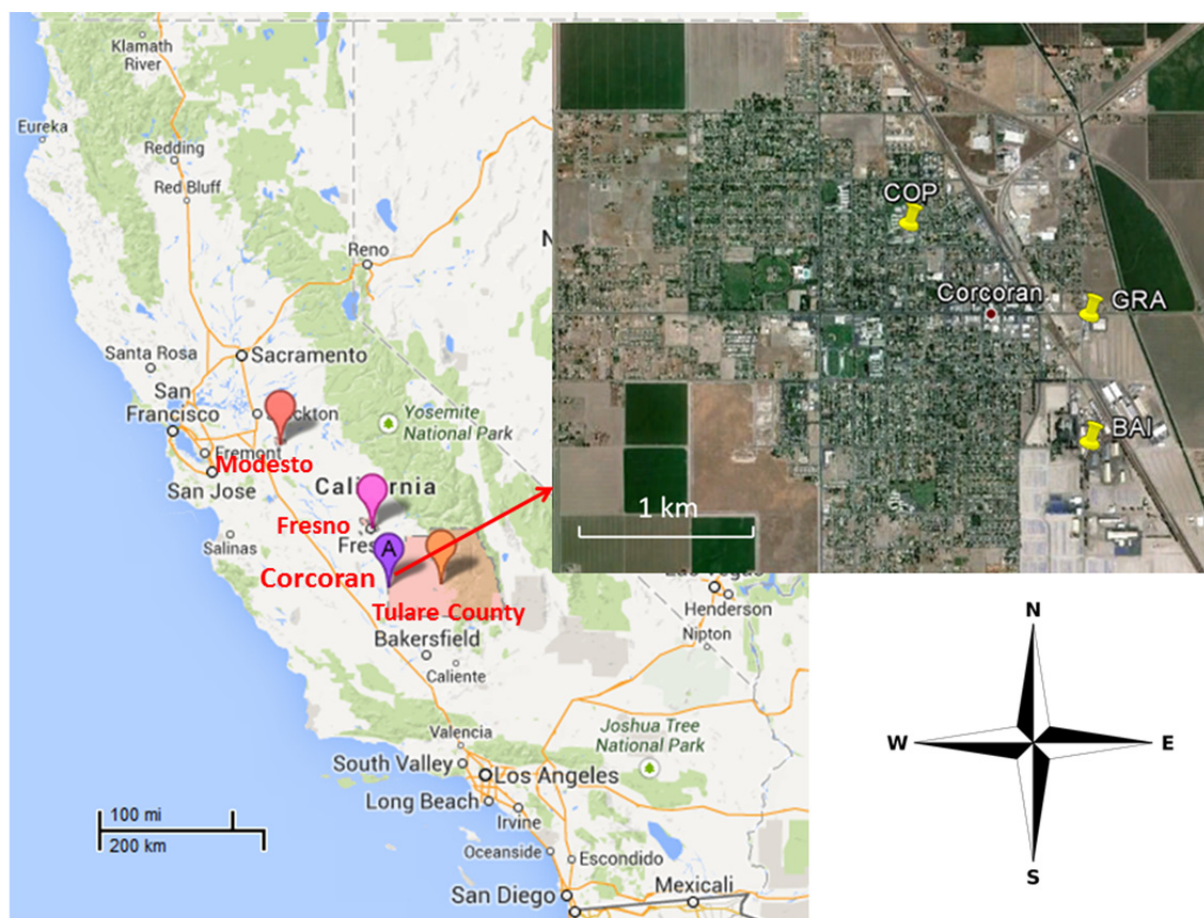 Klamath
River
Eureka
Redding
Red Bluff
Reno
N
Santa Rosa
Sacramento
San
Francisco
ckton
Yosemite
National Park
Fremont
Modesto
San Jose
California
Fresno
Fres
Salinas
A
Corcoran
Tulare County
Bakersfield
Caliente
Las Vegas
Henderson
Nipton
Joshua Tree
National Park
Valencia
South Valley
Los Angeles
Long Beach
Irvine
Oceanside
Escondido
San Diego
Mexicali
100 mi
200 km
COP
Corcoran
GRA
BAI
1 km
N
W
E
S